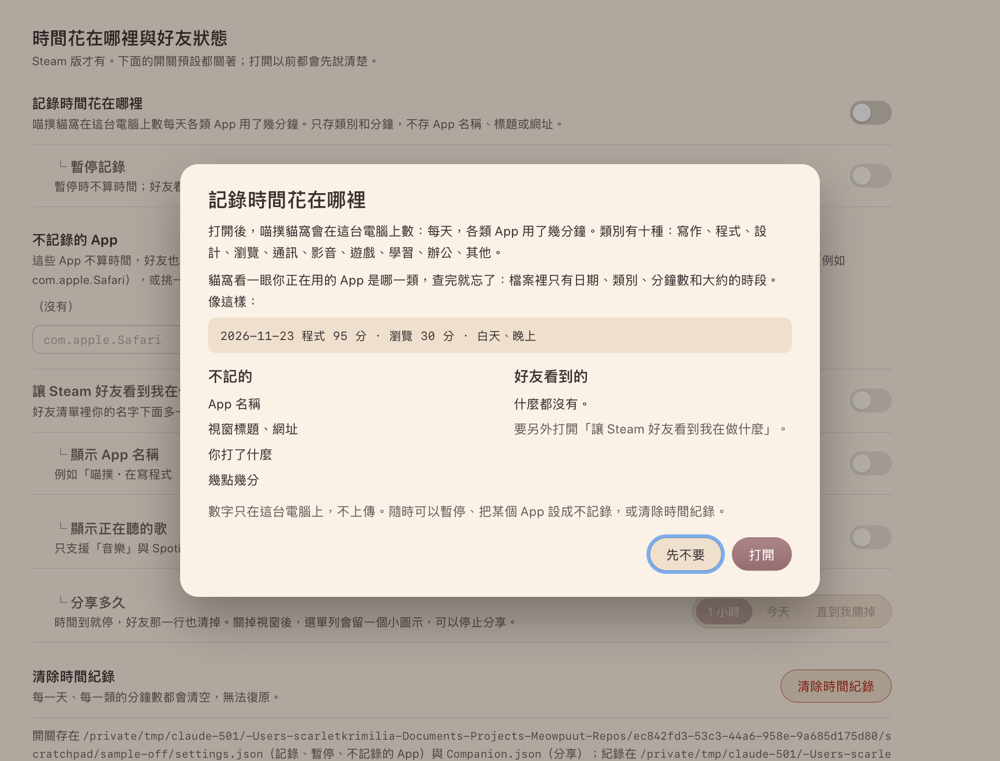 時間花在哪裡與好友狀態
Steam 版才有。下面的開關預設都關著；打開以前都會先說清楚。
記錄時間花在哪裡
喵撲貓窩在這台電腦上數每天各類 App 用了幾分鐘。只存類別和分鐘，不存 App 名稱、標題或網址。
└ 暫停記錄
暫停時不算時間；好友看
不記錄的 App
這些 App 不算時間，好友也
例如
com.apple.Safari），或挑一
（沒有）
com.apple.Safari
讓 Steam 好友看到我在
好友清單裡你的名字下面多一
└ 顯示 App 名稱
例如「喵撲・在寫程式
└ 顯示正在聽的歌
只支援「音樂」與 Spoti
└ 分享多久
時間到就停，好友那一行也清掉。關掉視窗後，選單列會留一個小圖示，可以停止分享。
1 小時
今天
直到我關掉
清除時間紀錄
每一天、每一類的分鐘數都會清空，無法復原。
清除時間紀錄
開關存在 /private/tmp/claude-501/-Users-scarletkrimilia-Documents-Projects-Meowpuut-Repos/ec842fd3-53c3-44a6-958e-9a685d175d80/s
cratchpad/sample-off/settings.json（記錄、暫停、不記錄的 App）與 Companion.json（分享）；紀錄在 /private/tmp/claude-501/-Users-scarle
記錄時間花在哪裡
打開後，喵撲貓窩會在這台電腦上數：每天，各類 App 用了幾分鐘。類別有十種：寫作、程式、設
計、瀏覽、通訊、影音、遊戲、學習、辦公、其他。
貓窩看一眼你正在用的 App 是哪一類，查完就忘了：檔案裡只有日期、類別、分鐘數和大約的時段。
像這樣：
2026-11-23 程式 95 分 · 瀏覽 30 分 · 白天、晚上
不記的
App 名稱
視窗標題、網址
你打了什麼
幾點幾分
好友看到的
什麼都沒有。
要另外打開「讓 Steam 好友看到我在做什麼」。
數字只在這台電腦上，不上傳。隨時可以暫停、把某個 App 設成不記錄，或清除時間紀錄。
先不要
打開